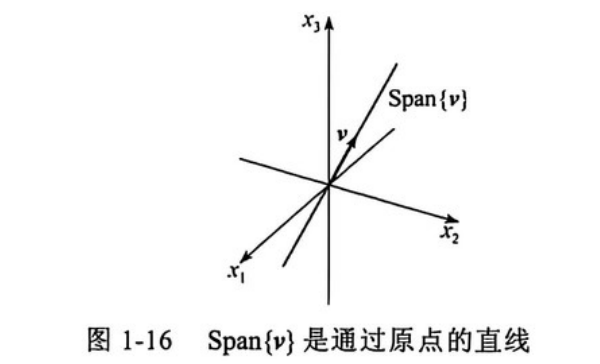 x₃
Span{v}
v
x₂
x₁
图 1-16 Span{v} 是通过原点的直线